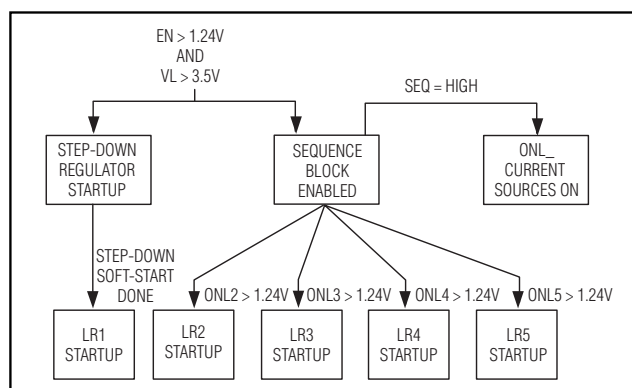 EN > 1.24V
AND
VL > 3.5V
SEQ = HIGH
STEP-DOWN
REGULATOR
STARTUP
SEQUENCE
BLOCK
ENABLED
ONL_
CURRENT
SOURCES ON
STEP-DOWN
SOFT-START
DONE
ONL2 > 1.24V
ONL3 > 1.24V
ONL4 > 1.24V
ONL5 > 1.24V
LR1
STARTUP
LR2
STARTUP
LR3
STARTUP
LR4
STARTUP
LR5
STARTUP